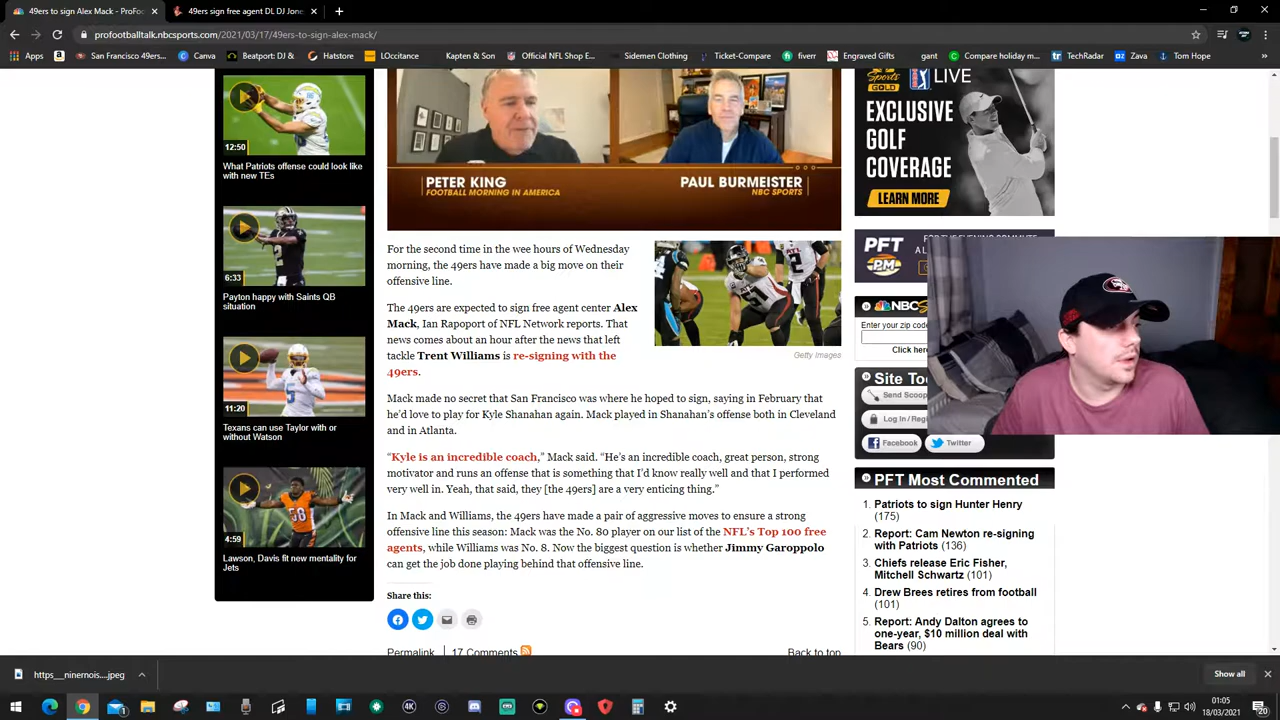 49ers to sign Alex Mack - ProFoo
49ers sign free agent DL DJ Jone
profootballtalk.nbcsports.com/2021/03/17/49ers-to-sign-alex-mack/
Apps
San Francisco 49ers...
Canva
Beatport: DJ &
Hatstore
LOccitance
Kapten & Son
Official NFL Shop...
Sidemen Clothing
Ticket-Compare
fiverr
Engraved Gifts
gant
Compare holiday m...
TechRadar
Zava
Tom Hope
12:50
What Patriots offense could look like
with new TEs
6:33
Payton happy with Saints QB
situation
11:20
Texans can use Taylor with or
without Watson
4:59
Lawson, Davis fit new mentality for
Jets
PETER KING
FOOTBALL MORNING IN AMERICA
PAUL BURMEISTER
NBC SPORTS
For the second time in the wee hours of Wednesday
morning, the 49ers have made a big move on their
offensive line.
The 49ers are expected to sign free agent center Alex
Mack, Ian Rapoport of NFL Network reports. That
news comes about an hour after the news that left
tackle Trent Williams is re-signing with the
49ers.
Getty Images
Mack made no secret that San Francisco was where he hoped to sign, saying in February that
he'd love to play for Kyle Shanahan again. Mack played in Shanahan's offense both in Cleveland
and in Atlanta.
“Kyle is an incredible coach,” Mack said. “He's an incredible coach, great person, strong
motivator and runs an offense that is something that I'd know really well and that I performed
very well in. Yeah, that said, they [the 49ers] are a very enticing thing.”
In Mack and Williams, the 49ers have made a pair of aggressive moves to ensure a strong
offensive line this season: Mack was the No. 80 player on our list of the NFL's Top 100 free
agents, while Williams was No. 8. Now the biggest question is whether Jimmy Garoppolo
can get the job done playing behind that offensive line.
Share this:
Permalink
17 Comments
Back to top
GOLD
LIVE
EXCLUSIVE
GOLF
COVERAGE
LEARN MORE
PFT
PM
NBC
Enter your zip code
Click here
Site Too
Send Scoop
Log In / Regi
Facebook
Twitter
PFT Most Commented
1. Patriots to sign Hunter Henry
(175)
2. Report: Cam Newton re-signing
with Patriots (136)
3. Chiefs release Eric Fisher,
Mitchell Schwartz (101)
4. Drew Brees retires from football
(101)
5. Report: Andy Dalton agrees to
one-year, $10 million deal with
Bears (90)
https__ninernois....jpeg
Show all
01:05
18/03/2021
20